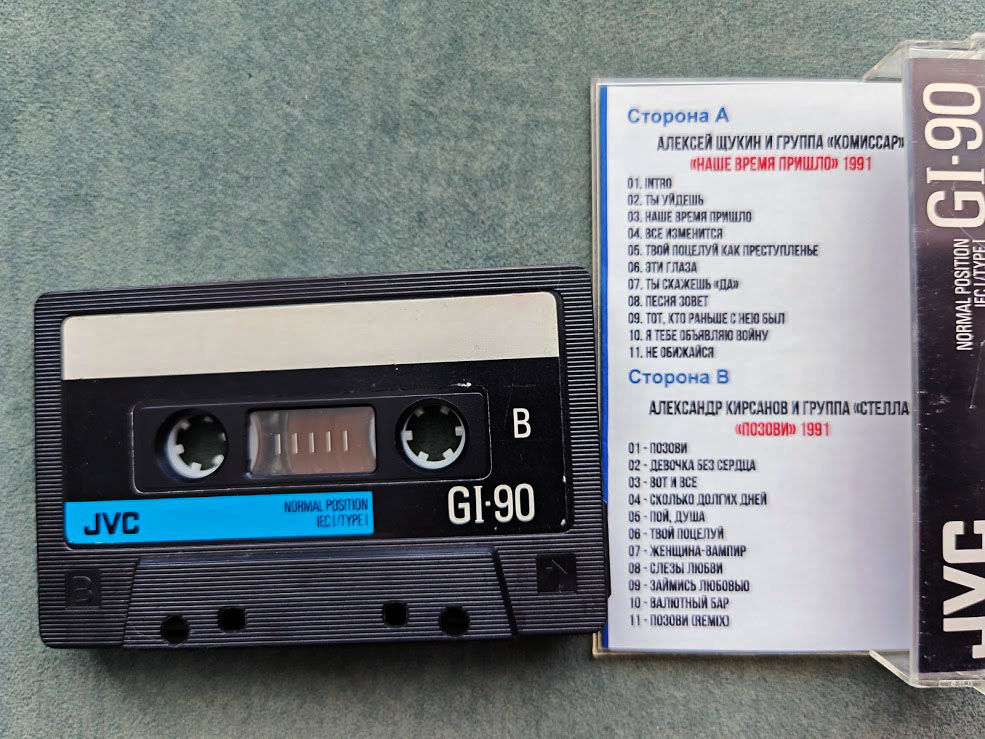 Сторона А
АЛЕКСЕЙ ЩУКИН И ГРУППА «КОМИССАР»
«НАШЕ ВРЕМЯ ПРИШЛО» 1991
01. INTRO
02. ТЫ УЙДЕШЬ
03. НАШЕ ВРЕМЯ ПРИШЛО
04. ВСЕ ИЗМЕНИТСЯ
05. ТВОЙ ПОЦЕЛУЙ КАК ПРЕСТУПЛЕНЬЕ
06. ЭТИ ГЛАЗА
07. ТЫ СКАЖЕШЬ «ДА»
08. ПЕСНЯ ЗОВЕТ
09. ТОТ, КТО РАНЬШЕ С НЕЮ БЫЛ
10. Я ТЕБЕ ОБЪЯВЛЯЮ ВОЙНУ
11. НЕ ОБИЖАЙСЯ
Сторона В
АЛЕКСАНДР КИРСАНОВ И ГРУППА «СТЕЛЛА
«ПОЗОВИ» 1991
01 - ПОЗОВИ
02 - ДЕВОЧКА БЕЗ СЕРДЦА
03 - ВОТ И ВСЕ
04 - СКОЛЬКО ДОЛГИХ ДНЕЙ
05 - ПОЙ, ДУША
06 - ТВОЙ ПОЦЕЛУЙ
07 - ЖЕНЩИНА-ВАМПИР
08 - СЛЕЗЫ ЛЮБВИ
09 - ЗАЙМИСЬ ЛЮБОВЬЮ
10 - ВАЛЮТНЫЙ БАР
11 - ПОЗОВИ (REMIX)
GI-90
NORMAL POSITION
IEC I/TYPE I
JVC
B
GI-90
JVC
NORMAL POSITION
IEC I/TYPE I
B